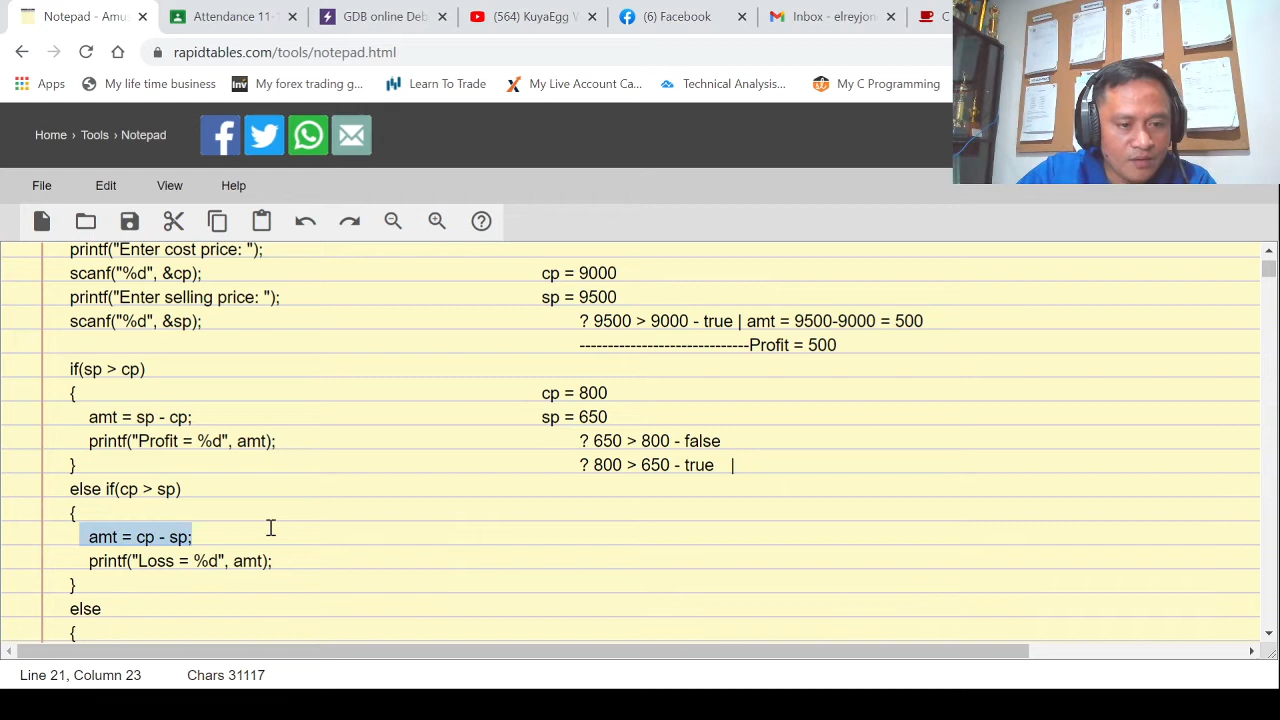 Notepad - Amus
Attendance 11-
GDB online Deb
(564) KuyaEgg V
(6) Facebook
Inbox - elreyjon
C
rapidtables.com/tools/notepad.html
Apps
My life time business
inv
My forex trading g...
Learn To Trade
My Live Account Ca...
Technical Analysis...
My C Programming
Home › Tools › Notepad
File
Edit
View
Help
printf("Enter cost price: ");
scanf("%d", &cp); cp = 9000
printf("Enter selling price: "); sp = 9500
scanf("%d", &sp); ? 9500 > 9000 - true | amt = 9500-9000 = 500
------------------------------Profit = 500
if(sp > cp)
{ cp = 800
amt = sp - cp; sp = 650
printf("Profit = %d", amt); ? 650 > 800 - false
} ? 800 > 650 - true |
else if(cp > sp)
{
amt = cp - sp;
printf("Loss = %d", amt);
}
else
{
Line 21, Column 23
Chars 31117